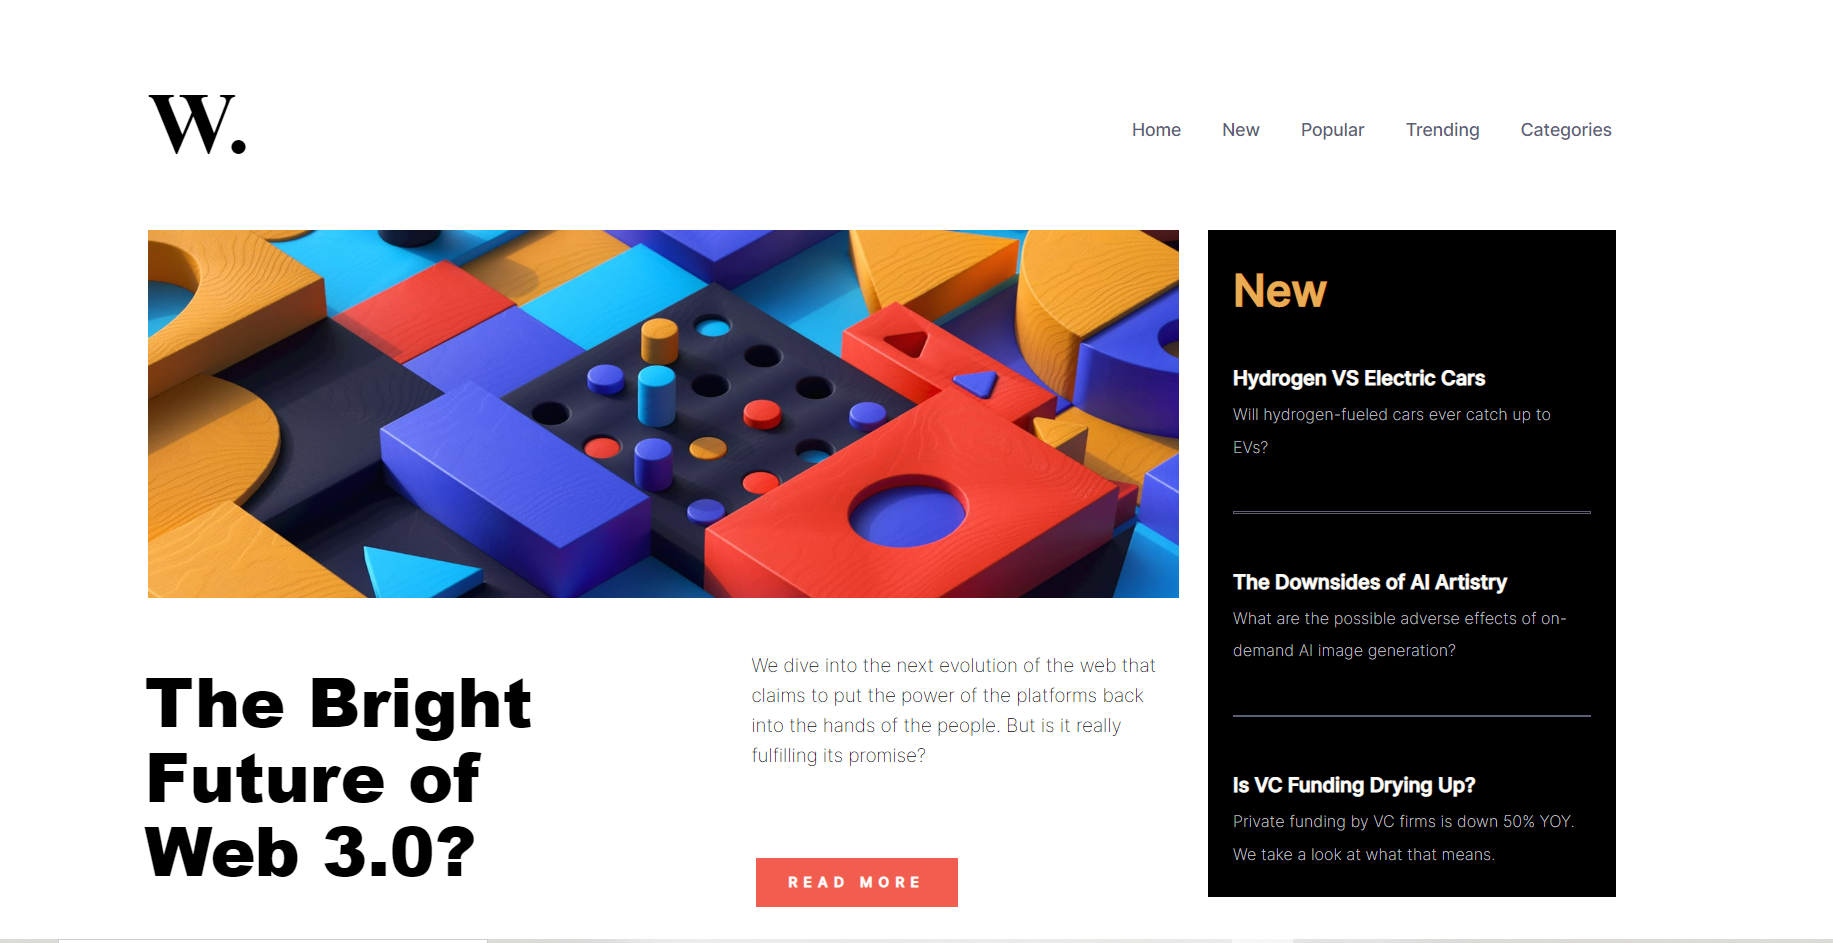 W.
Home New Popular Trending Categories
The Bright
Future of
Web 3.0?
We dive into the next evolution of the web that
claims to put the power of the platforms back
into the hands of the people. But is it really
fulfilling its promise?
READ MORE
New
Hydrogen VS Electric Cars
Will hydrogen-fueled cars ever catch up to
EVs?
The Downsides of AI Artistry
What are the possible adverse effects of on-
demand AI image generation?
Is VC Funding Drying Up?
Private funding by VC firms is down 50% YOY.
We take a look at what that means.